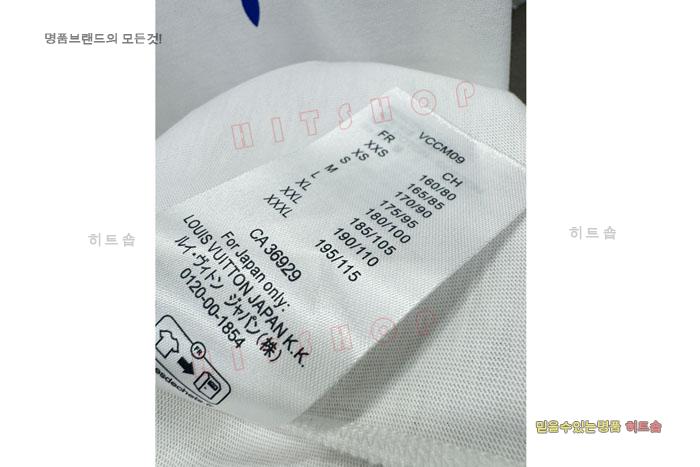 명품브랜드의 모든것!
HITSHOP
VCCM09
FR CH
XXS 160/80
XS 165/85
S 170/90
M 175/95
L 180/100
XL 185/105
XXL 190/110
XXXL 195/115
CA 36929
For Japan only:
LOUIS VUITTON JAPAN K.K.
ルイ・ヴィトン ジャパン(株)
0120-00-1854
FR
히트숍
히트숍
HITSHOP
믿을수있는명품 히트숍